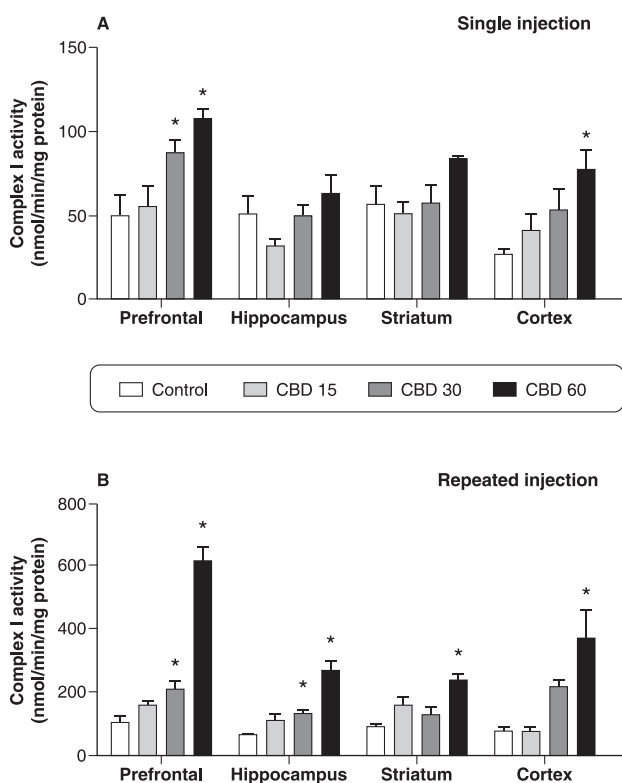 A
Single injection
Complex I activity
(nmol/min/mg protein)
150
100
50
0
* * *
Prefrontal Hippocampus Striatum Cortex
Control CBD 15 CBD 30 CBD 60
B
Repeated injection
Complex I activity
(nmol/min/mg protein)
800
600
400
200
0
* * * * * *
Prefrontal Hippocampus Striatum Cortex